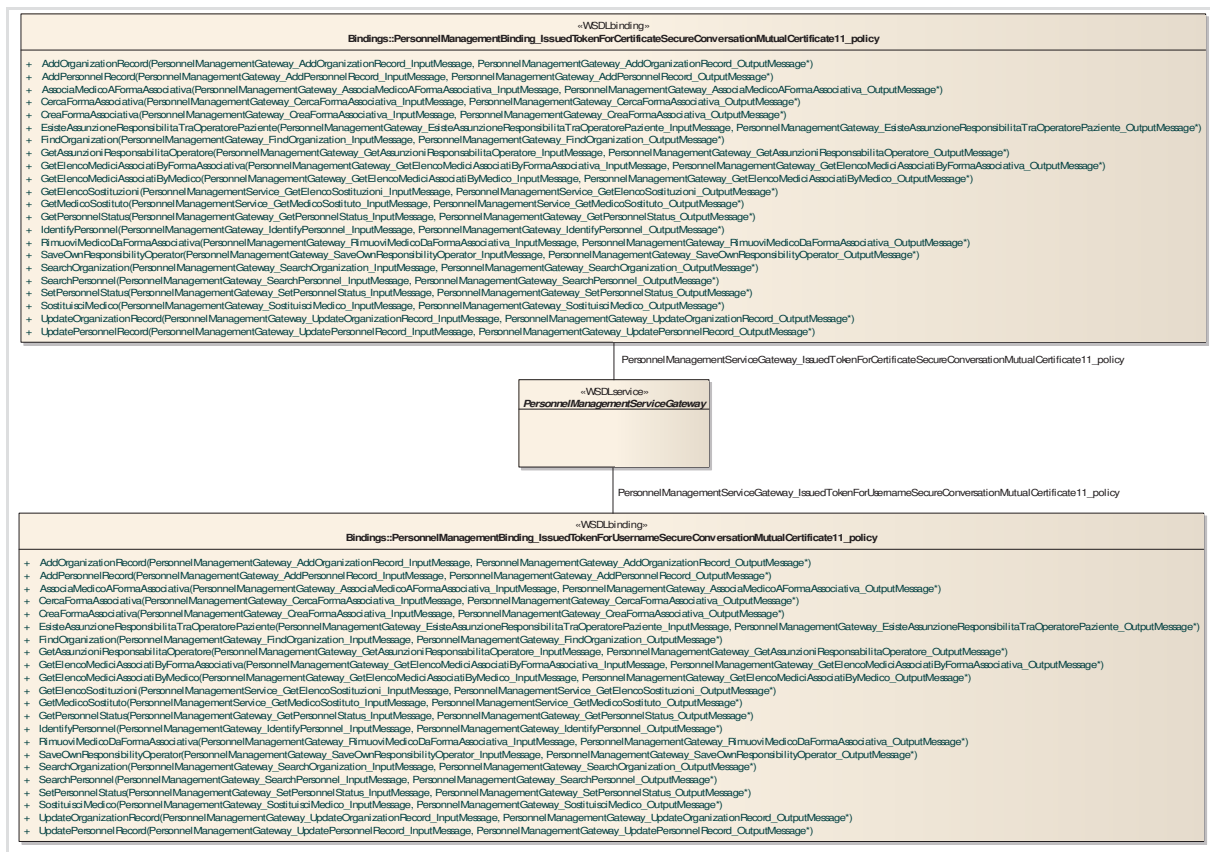 «WSDLbinding»
Bindings::PersonnelManagementBinding_IssuedTokenForCertificateSecureConversationMutualCertificate11_policy
+ AddOrganizationRecord(PersonnelManagementGateway_AddOrganizationRecord_InputMessage, PersonnelManagementGateway_AddOrganizationRecord_OutputMessage*)
+ AddPersonnelRecord(PersonnelManagementGateway_AddPersonnelRecord_InputMessage, PersonnelManagementGateway_AddPersonnelRecord_OutputMessage*)
+ AssociaMedicoAFormaAssociativa(PersonnelManagementGateway_AssociaMedicoAFormaAssociativa_InputMessage, PersonnelManagementGateway_AssociaMedicoAFormaAssociativa_OutputMessage*)
+ CercaFormaAssociativa(PersonnelManagementGateway_CercaFormaAssociativa_InputMessage, PersonnelManagementGateway_CercaFormaAssociativa_OutputMessage*)
+ CreaFormaAssociativa(PersonnelManagementGateway_CreaFormaAssociativa_InputMessage, PersonnelManagementGateway_CreaFormaAssociativa_OutputMessage*)
+ EsisteAssunzioneResponsibilitaTraOperatorePaziente(PersonnelManagementGateway_EsisteAssunzioneResponsibilitaTraOperatorePaziente_InputMessage, PersonnelManagementGateway_EsisteAssunzioneResponsibilitaTraOperatorePaziente_OutputMessage*)
+ FindOrganization(PersonnelManagementGateway_FindOrganization_InputMessage, PersonnelManagementGateway_FindOrganization_OutputMessage*)
+ GetAssunzioniResponsabilitaOperatore(PersonnelManagementGateway_GetAssunzioniResponsabilitaOperatore_InputMessage, PersonnelManagementGateway_GetAssunzioniResponsabilitaOperatore_OutputMessage*)
+ GetElencoMediciAssociatiByFormaAssociativa(PersonnelManagementGateway_GetElencoMediciAssociatiByFormaAssociativa_InputMessage, PersonnelManagementGateway_GetElencoMediciAssociatiByFormaAssociativa_OutputMessage*)
+ GetElencoMediciAssociatiByMedico(PersonnelManagementGateway_GetElencoMediciAssociatiByMedico_InputMessage, PersonnelManagementGateway_GetElencoMediciAssociatiByMedico_OutputMessage*)
+ GetElencoSostituzioni(PersonnelManagementService_GetElencoSostituzioni_InputMessage, PersonnelManagementService_GetElencoSostituzioni_OutputMessage*)
+ GetMedicoSostituto(PersonnelManagementService_GetMedicoSostituto_InputMessage, PersonnelManagementService_GetMedicoSostituto_OutputMessage*)
+ GetPersonnelStatus(PersonnelManagementGateway_GetPersonnelStatus_InputMessage, PersonnelManagementGateway_GetPersonnelStatus_OutputMessage*)
+ IdentifyPersonnel(PersonnelManagementGateway_IdentifyPersonnel_InputMessage, PersonnelManagementGateway_IdentifyPersonnel_OutputMessage*)
+ RimuoviMedicoDaFormaAssociativa(PersonnelManagementGateway_RimuoviMedicoDaFormaAssociativa_InputMessage, PersonnelManagementGateway_RimuoviMedicoDaFormaAssociativa_OutputMessage*)
+ SaveOwnResponsibilityOperator(PersonnelManagementGateway_SaveOwnResponsibilityOperator_InputMessage, PersonnelManagementGateway_SaveOwnResponsibilityOperator_OutputMessage*)
+ SearchOrganization(PersonnelManagementGateway_SearchOrganization_InputMessage, PersonnelManagementGateway_SearchOrganization_OutputMessage*)
+ SearchPersonnel(PersonnelManagementGateway_SearchPersonnel_InputMessage, PersonnelManagementGateway_SearchPersonnel_OutputMessage*)
+ SetPersonnelStatus(PersonnelManagementGateway_SetPersonnelStatus_InputMessage, PersonnelManagementGateway_SetPersonnelStatus_OutputMessage*)
+ SostituisciMedico(PersonnelManagementGateway_SostituisciMedico_InputMessage, PersonnelManagementGateway_SostituisciMedico_OutputMessage*)
+ UpdateOrganizationRecord(PersonnelManagementGateway_UpdateOrganizationRecord_InputMessage, PersonnelManagementGateway_UpdateOrganizationRecord_OutputMessage*)
+ UpdatePersonnelRecord(PersonnelManagementGateway_UpdatePersonnelRecord_InputMessage, PersonnelManagementGateway_UpdatePersonnelRecord_OutputMessage*)
PersonnelManagementServiceGateway_IssuedTokenForCertificateSecureConversationMutualCertificate11_policy
«WSDLservice»
PersonnelManagementServiceGateway
PersonnelManagementServiceGateway_IssuedTokenForUsernameSecureConversationMutualCertificate11_policy
«WSDLbinding»
Bindings::PersonnelManagementBinding_IssuedTokenForUsernameSecureConversationMutualCertificate11_policy
+ AddOrganizationRecord(PersonnelManagementGateway_AddOrganizationRecord_InputMessage, PersonnelManagementGateway_AddOrganizationRecord_OutputMessage*)
+ AddPersonnelRecord(PersonnelManagementGateway_AddPersonnelRecord_InputMessage, PersonnelManagementGateway_AddPersonnelRecord_OutputMessage*)
+ AssociaMedicoAFormaAssociativa(PersonnelManagementGateway_AssociaMedicoAFormaAssociativa_InputMessage, PersonnelManagementGateway_AssociaMedicoAFormaAssociativa_OutputMessage*)
+ CercaFormaAssociativa(PersonnelManagementGateway_CercaFormaAssociativa_InputMessage, PersonnelManagementGateway_CercaFormaAssociativa_OutputMessage*)
+ CreaFormaAssociativa(PersonnelManagementGateway_CreaFormaAssociativa_InputMessage, PersonnelManagementGateway_CreaFormaAssociativa_OutputMessage*)
+ EsisteAssunzioneResponsibilitaTraOperatorePaziente(PersonnelManagementGateway_EsisteAssunzioneResponsibilitaTraOperatorePaziente_InputMessage, PersonnelManagementGateway_EsisteAssunzioneResponsibilitaTraOperatorePaziente_OutputMessage*)
+ FindOrganization(PersonnelManagementGateway_FindOrganization_InputMessage, PersonnelManagementGateway_FindOrganization_OutputMessage*)
+ GetAssunzioniResponsabilitaOperatore(PersonnelManagementGateway_GetAssunzioniResponsabilitaOperatore_InputMessage, PersonnelManagementGateway_GetAssunzioniResponsabilitaOperatore_OutputMessage*)
+ GetElencoMediciAssociatiByFormaAssociativa(PersonnelManagementGateway_GetElencoMediciAssociatiByFormaAssociativa_InputMessage, PersonnelManagementGateway_GetElencoMediciAssociatiByFormaAssociativa_OutputMessage*)
+ GetElencoMediciAssociatiByMedico(PersonnelManagementGateway_GetElencoMediciAssociatiByMedico_InputMessage, PersonnelManagementGateway_GetElencoMediciAssociatiByMedico_OutputMessage*)
+ GetElencoSostituzioni(PersonnelManagementService_GetElencoSostituzioni_InputMessage, PersonnelManagementService_GetElencoSostituzioni_OutputMessage*)
+ GetMedicoSostituto(PersonnelManagementService_GetMedicoSostituto_InputMessage, PersonnelManagementService_GetMedicoSostituto_OutputMessage*)
+ GetPersonnelStatus(PersonnelManagementGateway_GetPersonnelStatus_InputMessage, PersonnelManagementGateway_GetPersonnelStatus_OutputMessage*)
+ IdentifyPersonnel(PersonnelManagementGateway_IdentifyPersonnel_InputMessage, PersonnelManagementGateway_IdentifyPersonnel_OutputMessage*)
+ RimuoviMedicoDaFormaAssociativa(PersonnelManagementGateway_RimuoviMedicoDaFormaAssociativa_InputMessage, PersonnelManagementGateway_RimuoviMedicoDaFormaAssociativa_OutputMessage*)
+ SaveOwnResponsibilityOperator(PersonnelManagementGateway_SaveOwnResponsibilityOperator_InputMessage, PersonnelManagementGateway_SaveOwnResponsibilityOperator_OutputMessage*)
+ SearchOrganization(PersonnelManagementGateway_SearchOrganization_InputMessage, PersonnelManagementGateway_SearchOrganization_OutputMessage*)
+ SearchPersonnel(PersonnelManagementGateway_SearchPersonnel_InputMessage, PersonnelManagementGateway_SearchPersonnel_OutputMessage*)
+ SetPersonnelStatus(PersonnelManagementGateway_SetPersonnelStatus_InputMessage, PersonnelManagementGateway_SetPersonnelStatus_OutputMessage*)
+ SostituisciMedico(PersonnelManagementGateway_SostituisciMedico_InputMessage, PersonnelManagementGateway_SostituisciMedico_OutputMessage*)
+ UpdateOrganizationRecord(PersonnelManagementGateway_UpdateOrganizationRecord_InputMessage, PersonnelManagementGateway_UpdateOrganizationRecord_OutputMessage*)
+ UpdatePersonnelRecord(PersonnelManagementGateway_UpdatePersonnelRecord_InputMessage, PersonnelManagementGateway_UpdatePersonnelRecord_OutputMessage*)